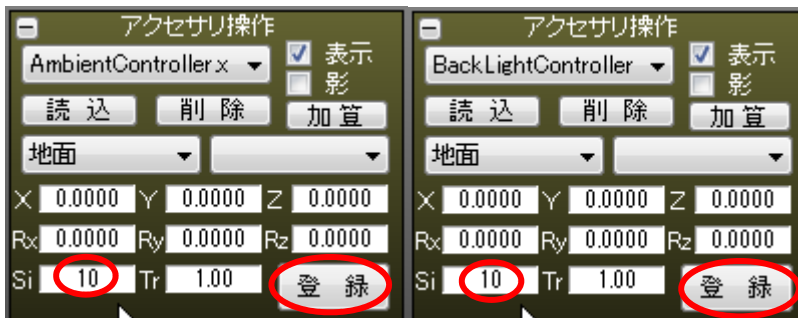 アクセサリ操作
AmbientController.x 表示
影
読込 削除 加算
地面
X 0.0000 Y 0.0000 Z 0.0000
Rx 0.0000 Ry 0.0000 Rz 0.0000
Si 10 Tr 1.00 登録
アクセサリ操作
BackLightController 表示
影
読込 削除 加算
地面
X 0.0000 Y 0.0000 Z 0.0000
Rx 0.0000 Ry 0.0000 Rz 0.0000
Si 10 Tr 1.00 登録